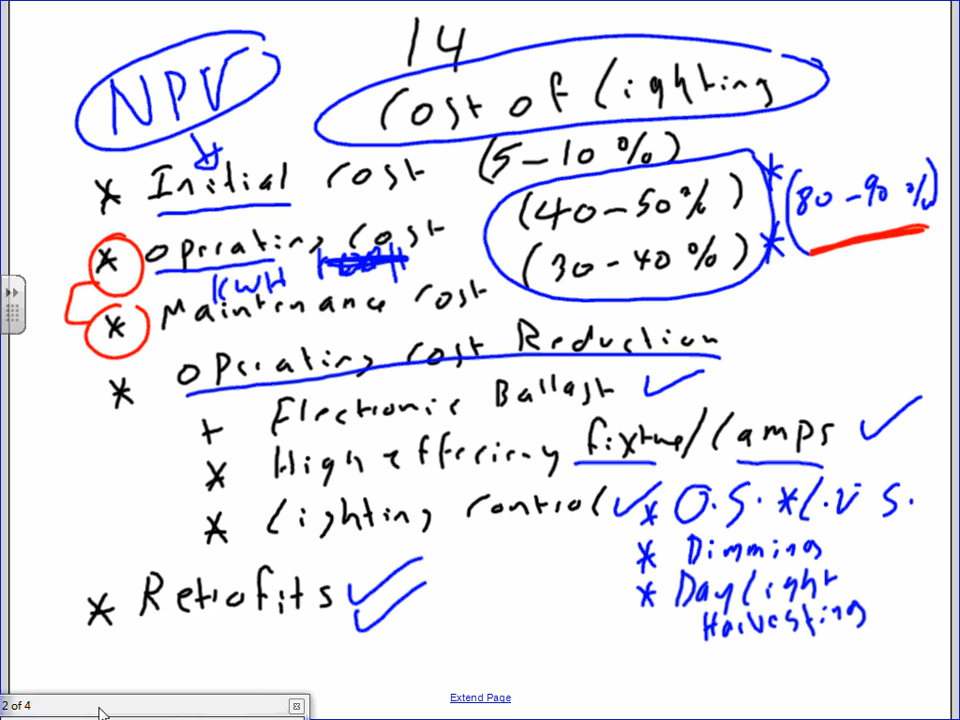 14
NPV
Cost of Lighting
* Initial cost (5-10%)
* Operating cost (40-50%) * (80-90%)
KWH
* Maintenance cost (30-40%) *
* Operating cost Reduction
+ Electronic Ballast ✓
* High efficiency fixture/Lamps ✓
* Lighting control ✓ * O.S. * L.V S.
* Dimming
* Daylight
Harvesting
* Retrofits ✓✓
Extend Page
2 of 4